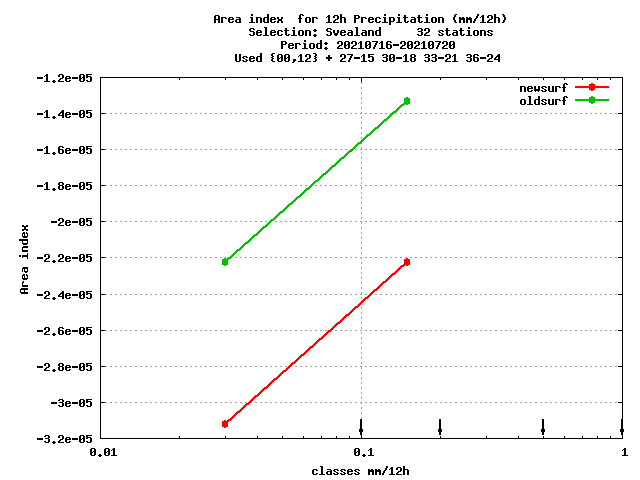 Area index  for 12h Precipitation (mm/12h)
Selection: Svealand     32 stations
Period: 20210716-20210720
Used {00,12} + 27-15 30-18 33-21 36-24
-1.2e-05
newsurf
oldsurf
-1.4e-05
-1.6e-05
-1.8e-05
-2e-05
-2.2e-05
-2.4e-05
-2.6e-05
-2.8e-05
-3e-05
-3.2e-05
Area index
0.01
0.1
1
classes mm/12h